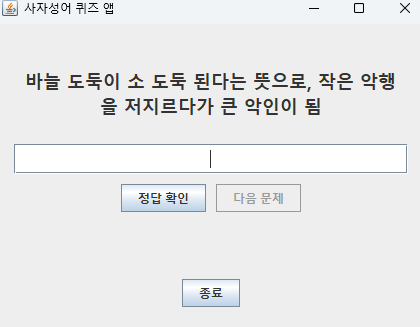 사자성어 퀴즈 앱
바늘 도둑이 소 도둑 된다는 뜻으로, 작은 악행
을 저지르다가 큰 악인이 됨
정답 확인 다음 문제
종료